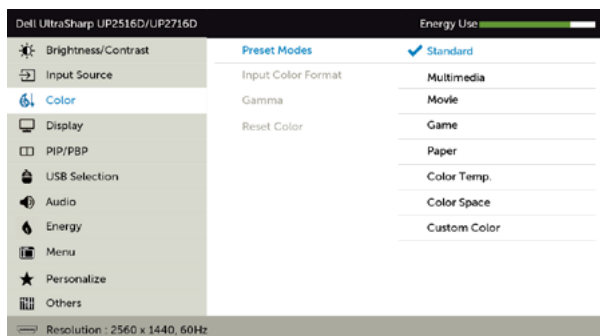 Dell UltraSharp UP2516D/UP2716D Energy Use
Brightness/Contrast Preset Modes Standard
Input Source Input Color Format Multimedia
Color Gamma Movie
Display Reset Color Game
PIP/PBP Paper
USB Selection Color Temp.
Audio Color Space
Energy Custom Color
Menu
Personalize
Others
Resolution : 2560 x 1440, 60Hz